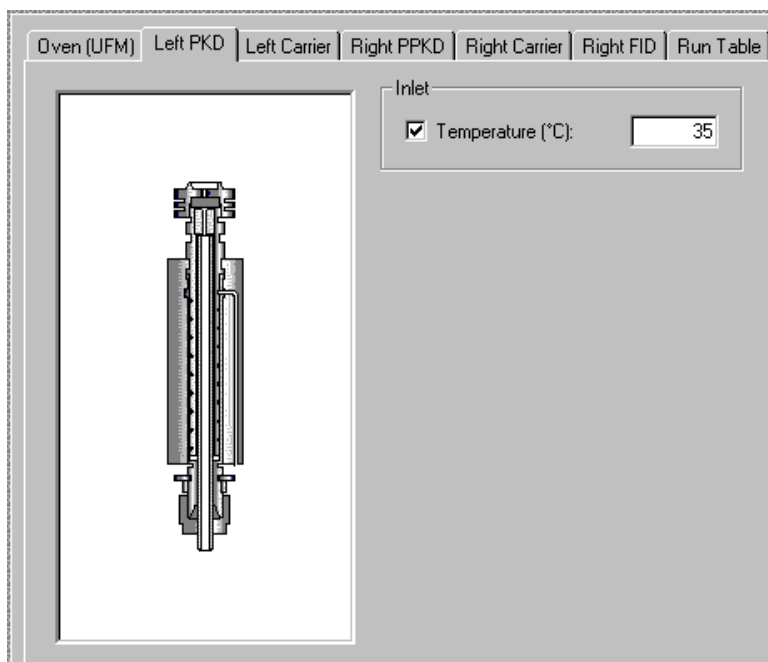 Oven (UFM) Left PKD Left Carrier Right PPKD Right Carrier Right FID Run Table
Inlet
Temperature (°C): 35